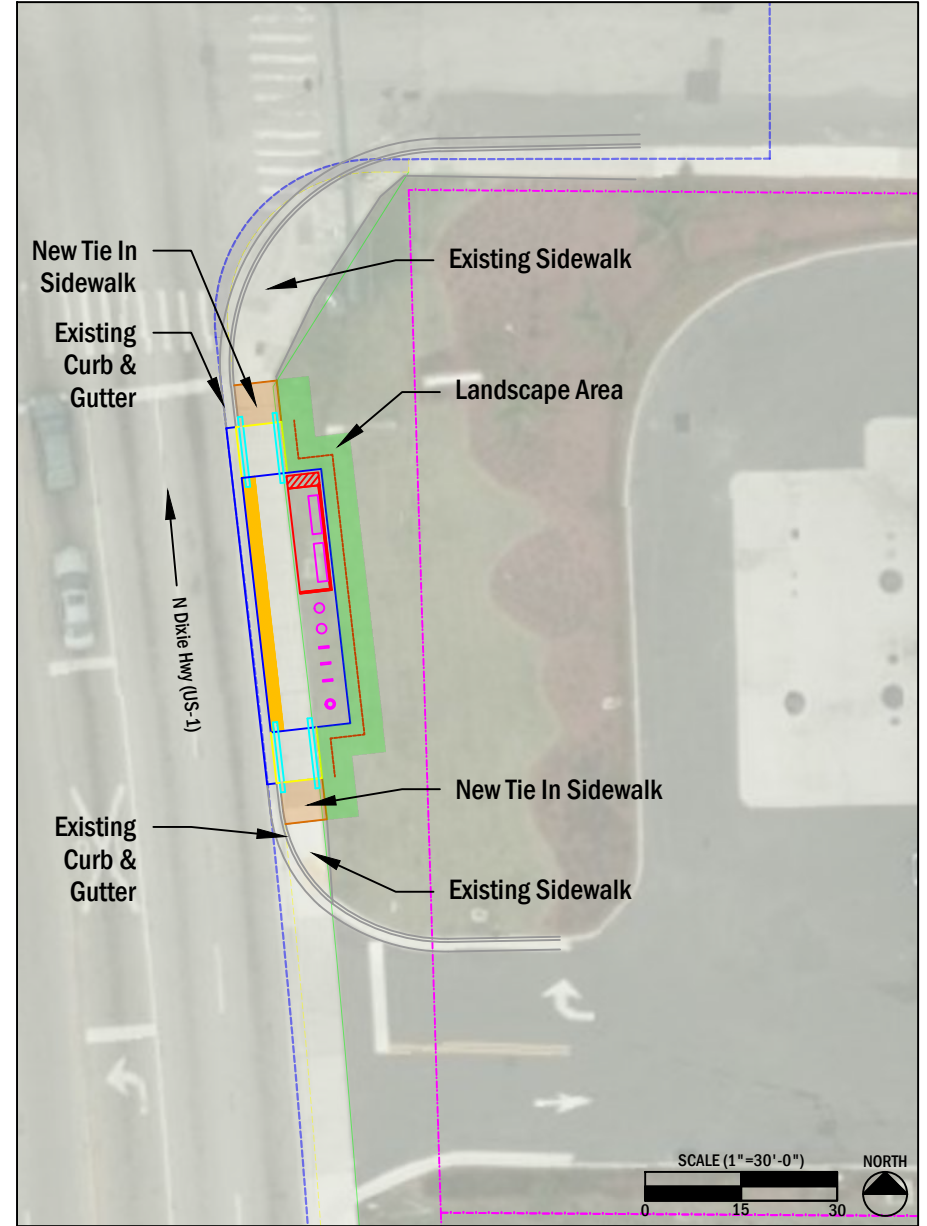 New Tie In
Sidewalk
Existing Sidewalk
Existing
Curb &
Gutter
Landscape Area
N Dixie Hwy (US-1)
New Tie In Sidewalk
Existing
Curb &
Gutter
Existing Sidewalk
SCALE (1"=30'-0")
NORTH
0 15 30